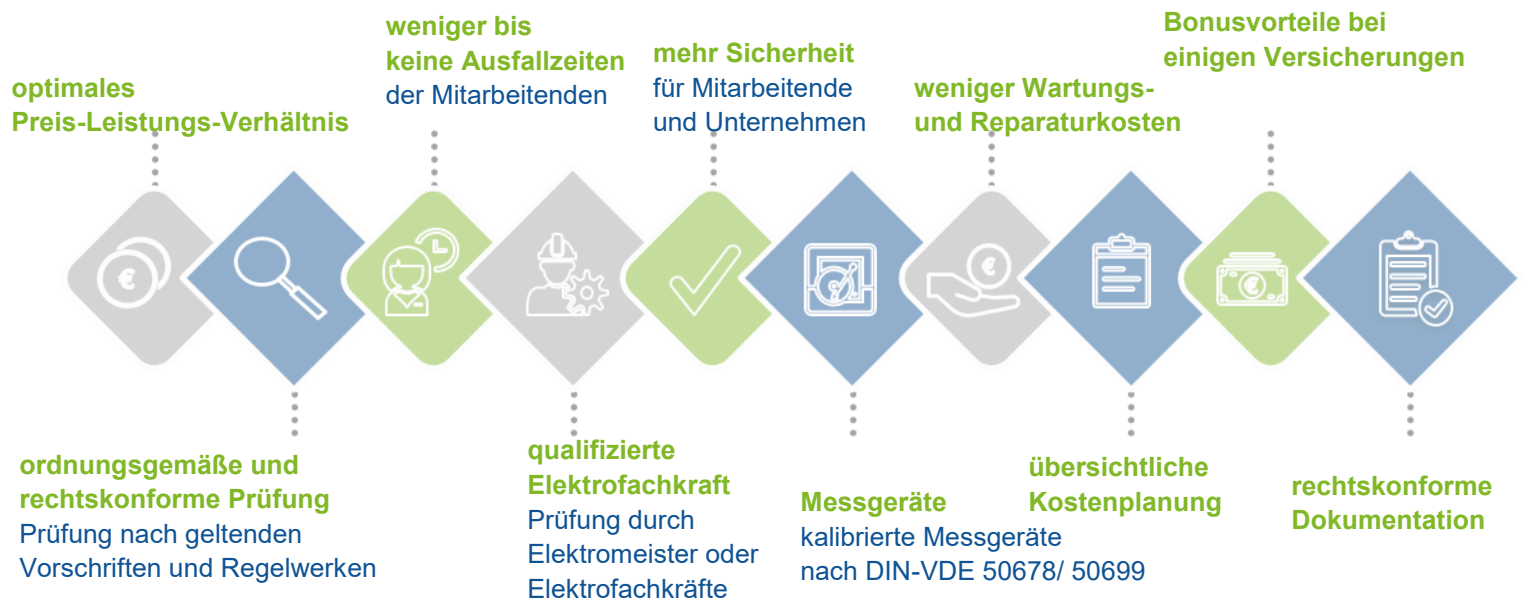 optimales
Preis-Leistungs-Verhältnis
weniger bis
keine Ausfallzeiten
der Mitarbeitenden
mehr Sicherheit
für Mitarbeitende
und Unternehmen
weniger Wartungs-
und Reparaturkosten
Bonusvorteile bei
einigen Versicherungen
€
€
€
ordnungsgemäße und
rechtskonforme Prüfung
Prüfung nach geltenden
Vorschriften und Regelwerken
qualifizierte
Elektrofachkraft
Prüfung durch
Elektromeister oder
Elektrofachkräfte
Messgeräte
kalibrierte Messgeräte
nach DIN-VDE 50678/ 50699
übersichtliche
Kostenplanung
rechtskonforme
Dokumentation